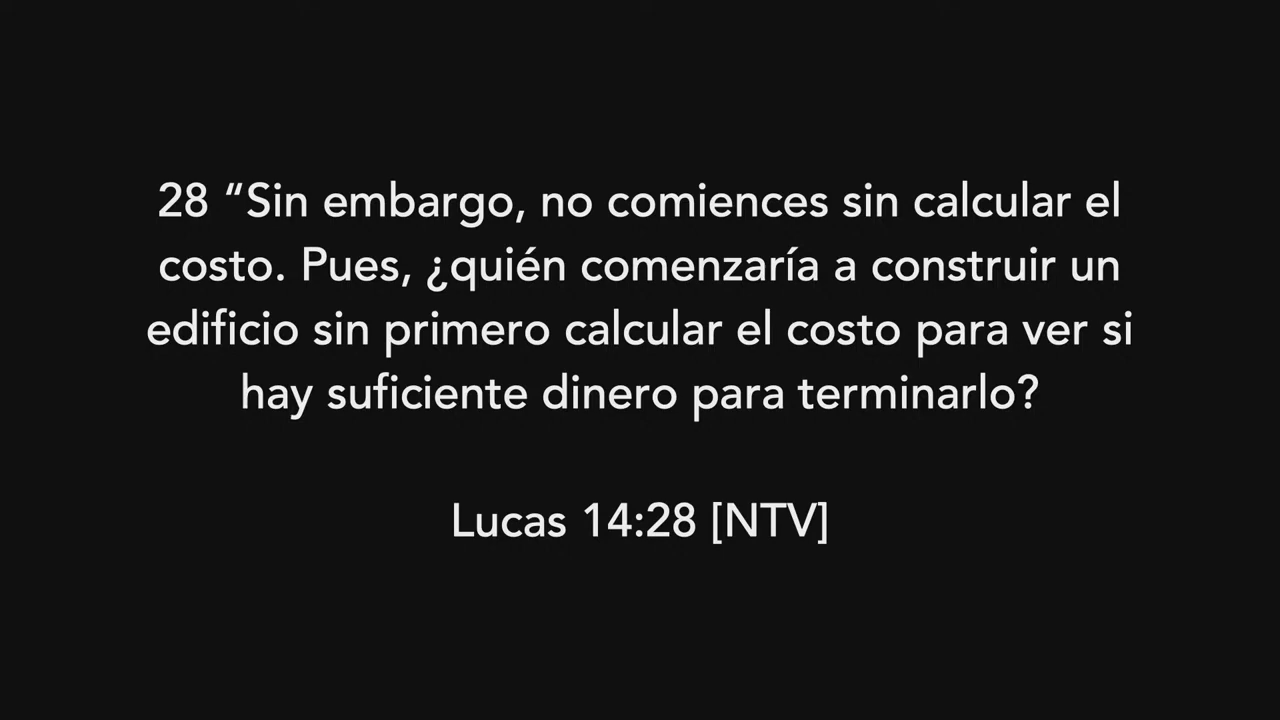 28 “Sin embargo, no comiences sin calcular el
costo. Pues, ¿quién comenzaría a construir un
edificio sin primero calcular el costo para ver si
hay suficiente dinero para terminarlo?
Lucas 14:28 [NTV]